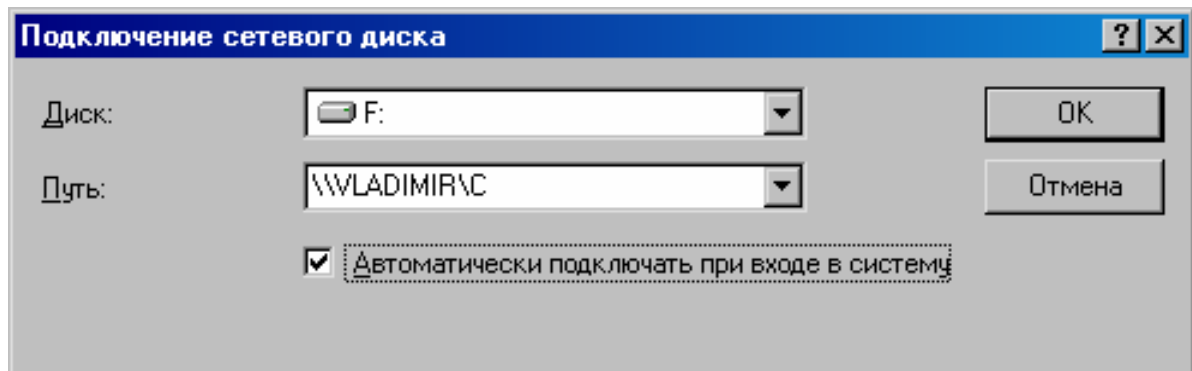 Подключение сетевого диска
Диск:
F:
OK
Путь:
\\VLADIMIR\C
Отмена
Автоматически подключать при входе в систему